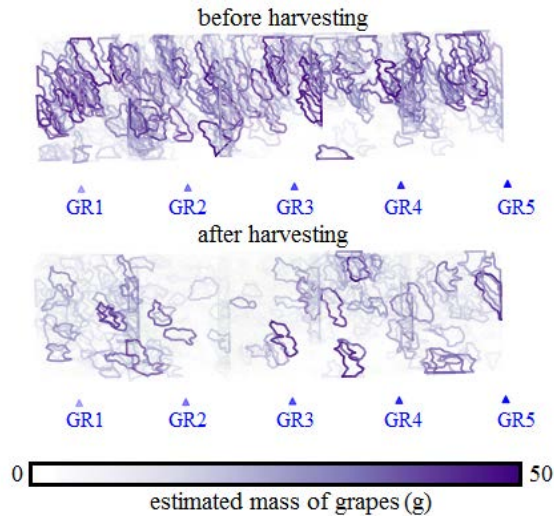 before harvesting
GR1 GR2 GR3 GR4 GR5
after harvesting
GR1 GR2 GR3 GR4 GR5
0 50
estimated mass of grapes (g)